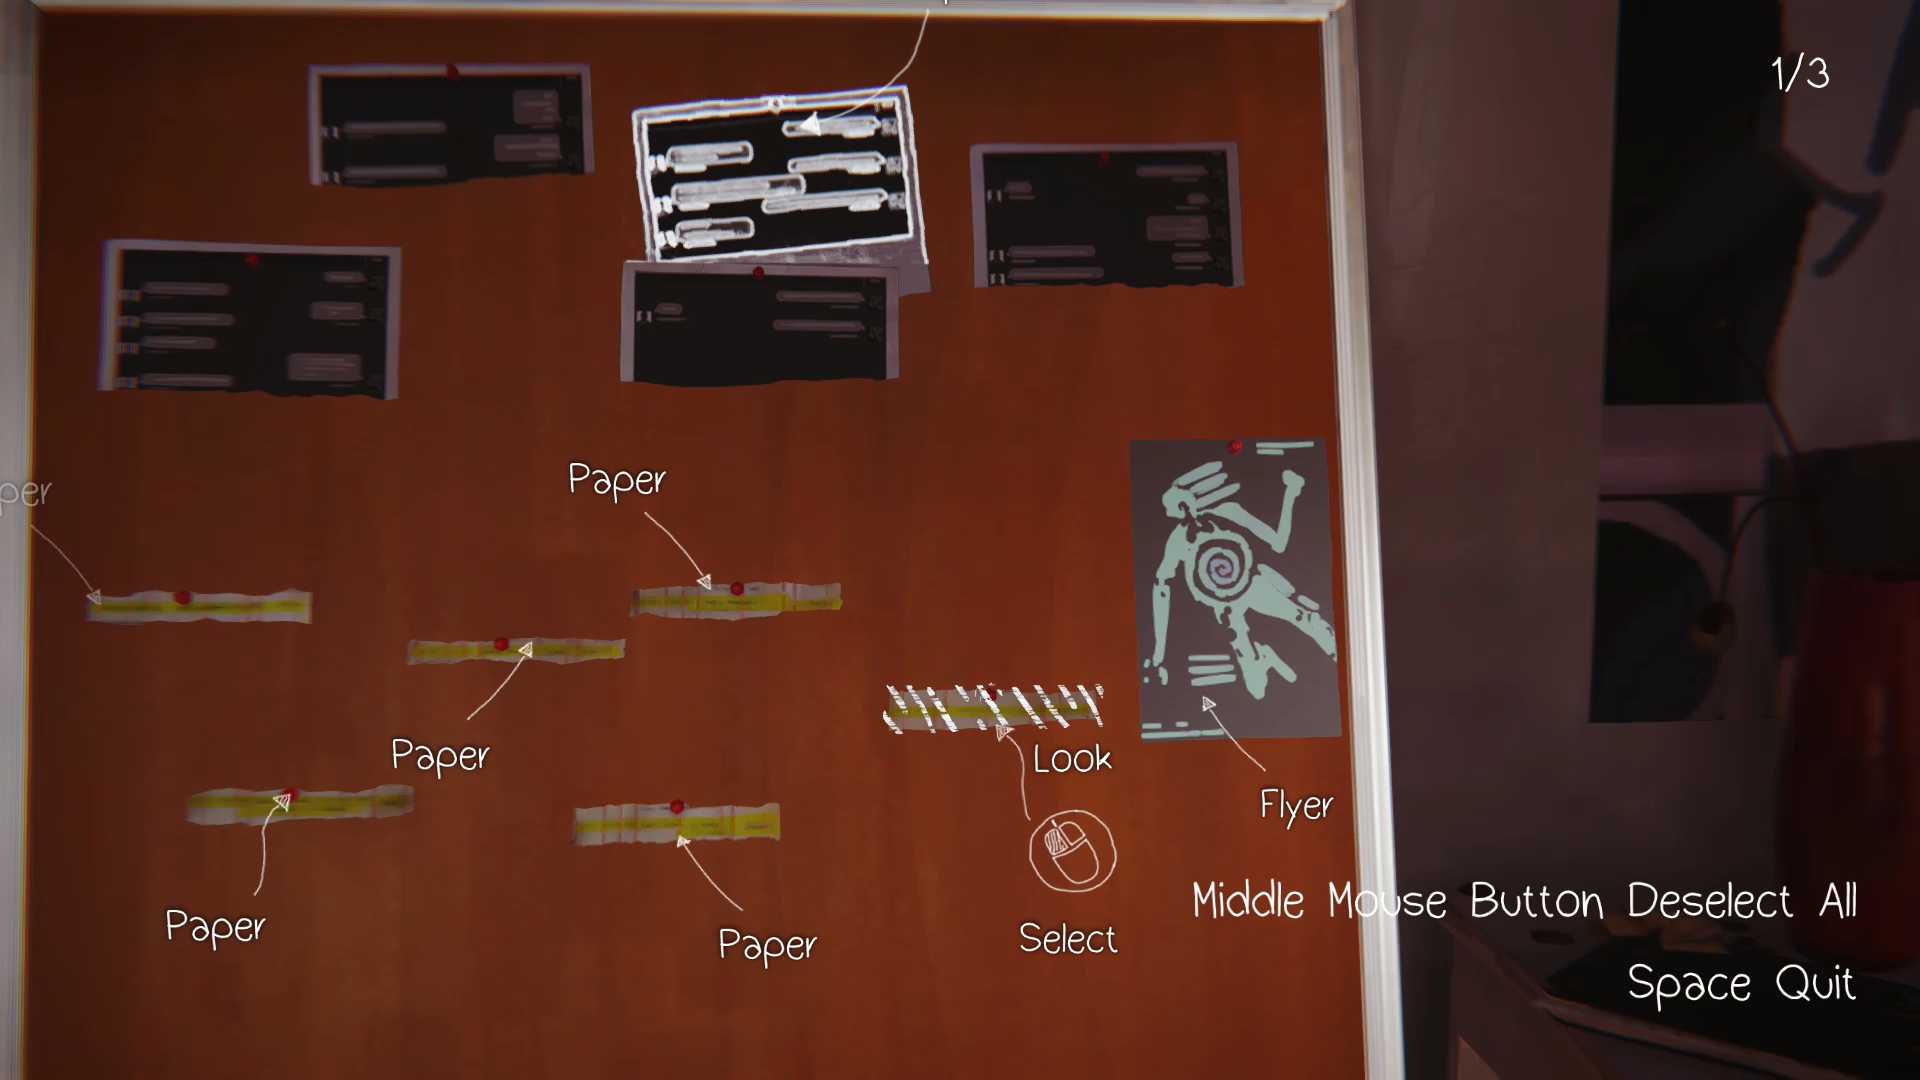 1/3
per
Paper
Paper
Look
Flyer
Middle Mouse Button Deselect All
Paper
Paper
Select
Space Quit